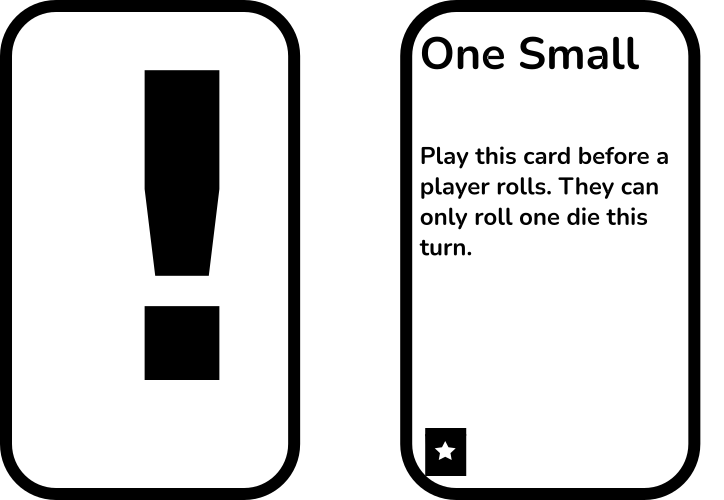 !
One Small
Play this card before a
player rolls. They can
only roll one die this
turn.